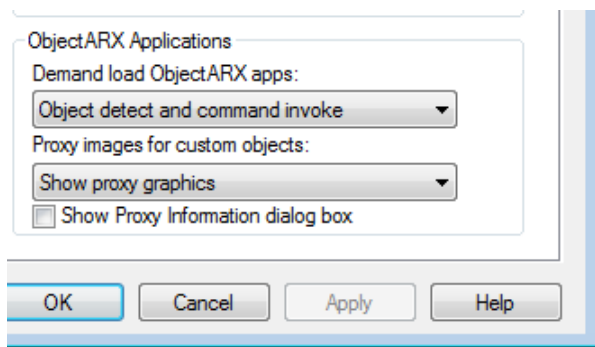 ObjectARX Applications
Demand load ObjectARX apps:
Object detect and command invoke
Proxy images for custom objects:
Show proxy graphics
Show Proxy Information dialog box
OK Cancel Apply Help